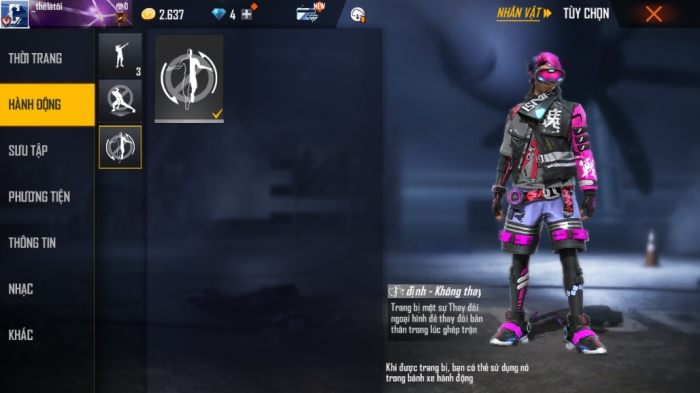 thëlatôi
2.637
4
NEW
NHÂN VẬT
TÙY CHỌN
THỜI TRANG
3
HÀNH ĐỘNG
SƯU TẬP
PHƯƠNG TIỆN
THÔNG TIN
NHẠC
KHÁC
định - Không thay
Trang bị một sự Thay đổi
ngoại hình để thay đổi bản
thân trong lúc ghép trận
Khi được trang bị, bạn có thể sử dụng nó
trong bánh xe hành động